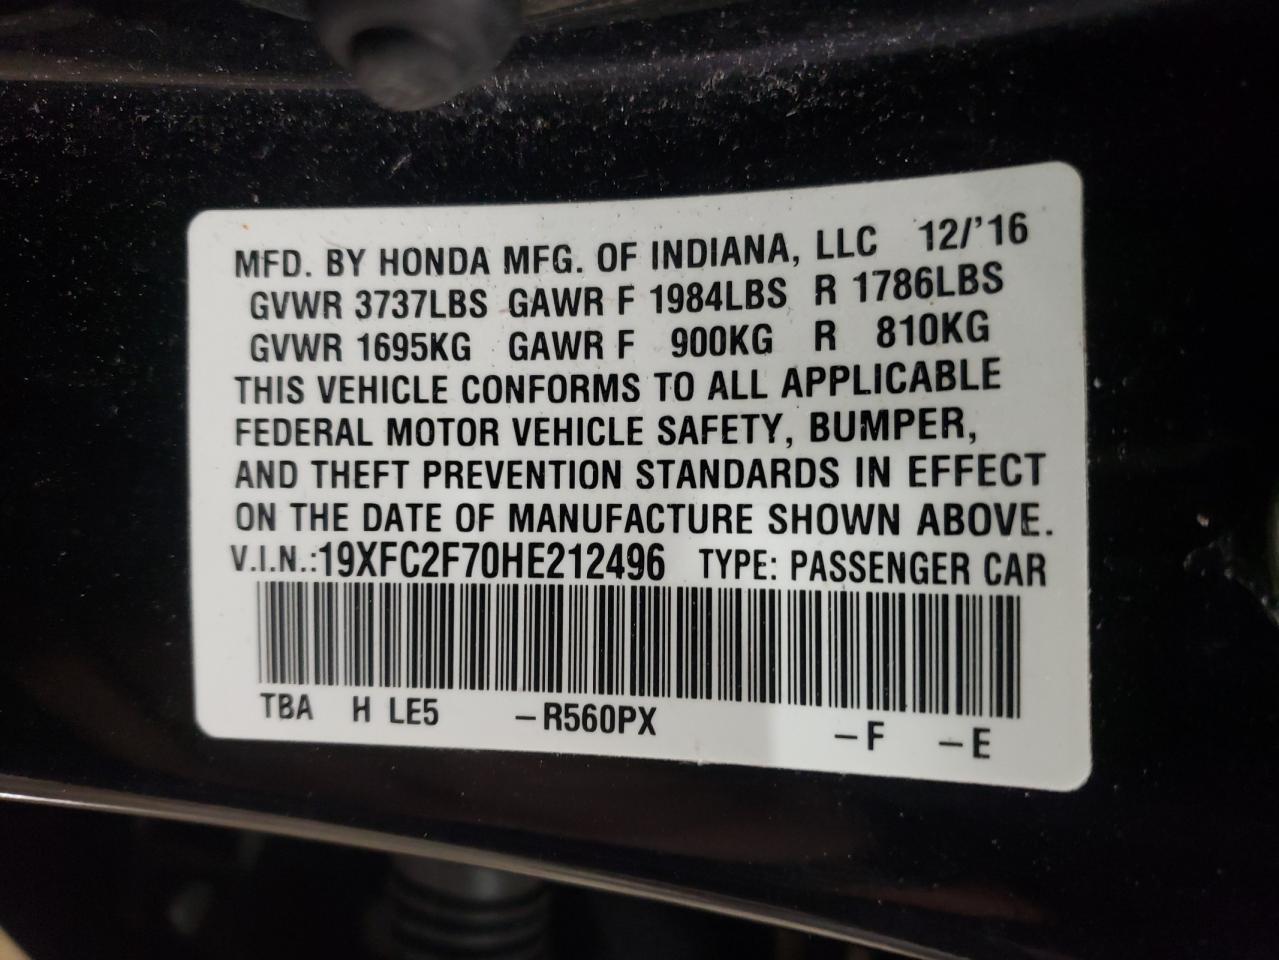 MFD. BY HONDA MFG. OF INDIANA, LLC 12/'16
GVWR 3737LBS GAWR F 1984LBS R 1786LBS
GVWR 1695KG GAWR F 900KG R 810KG
THIS VEHICLE CONFORMS TO ALL APPLICABLE
FEDERAL MOTOR VEHICLE SAFETY, BUMPER,
AND THEFT PREVENTION STANDARDS IN EFFECT
ON THE DATE OF MANUFACTURE SHOWN ABOVE.
V.I.N.:19XFC2F70HE212496 TYPE: PASSENGER CAR
TBA H LE5 -R560PX -F -E